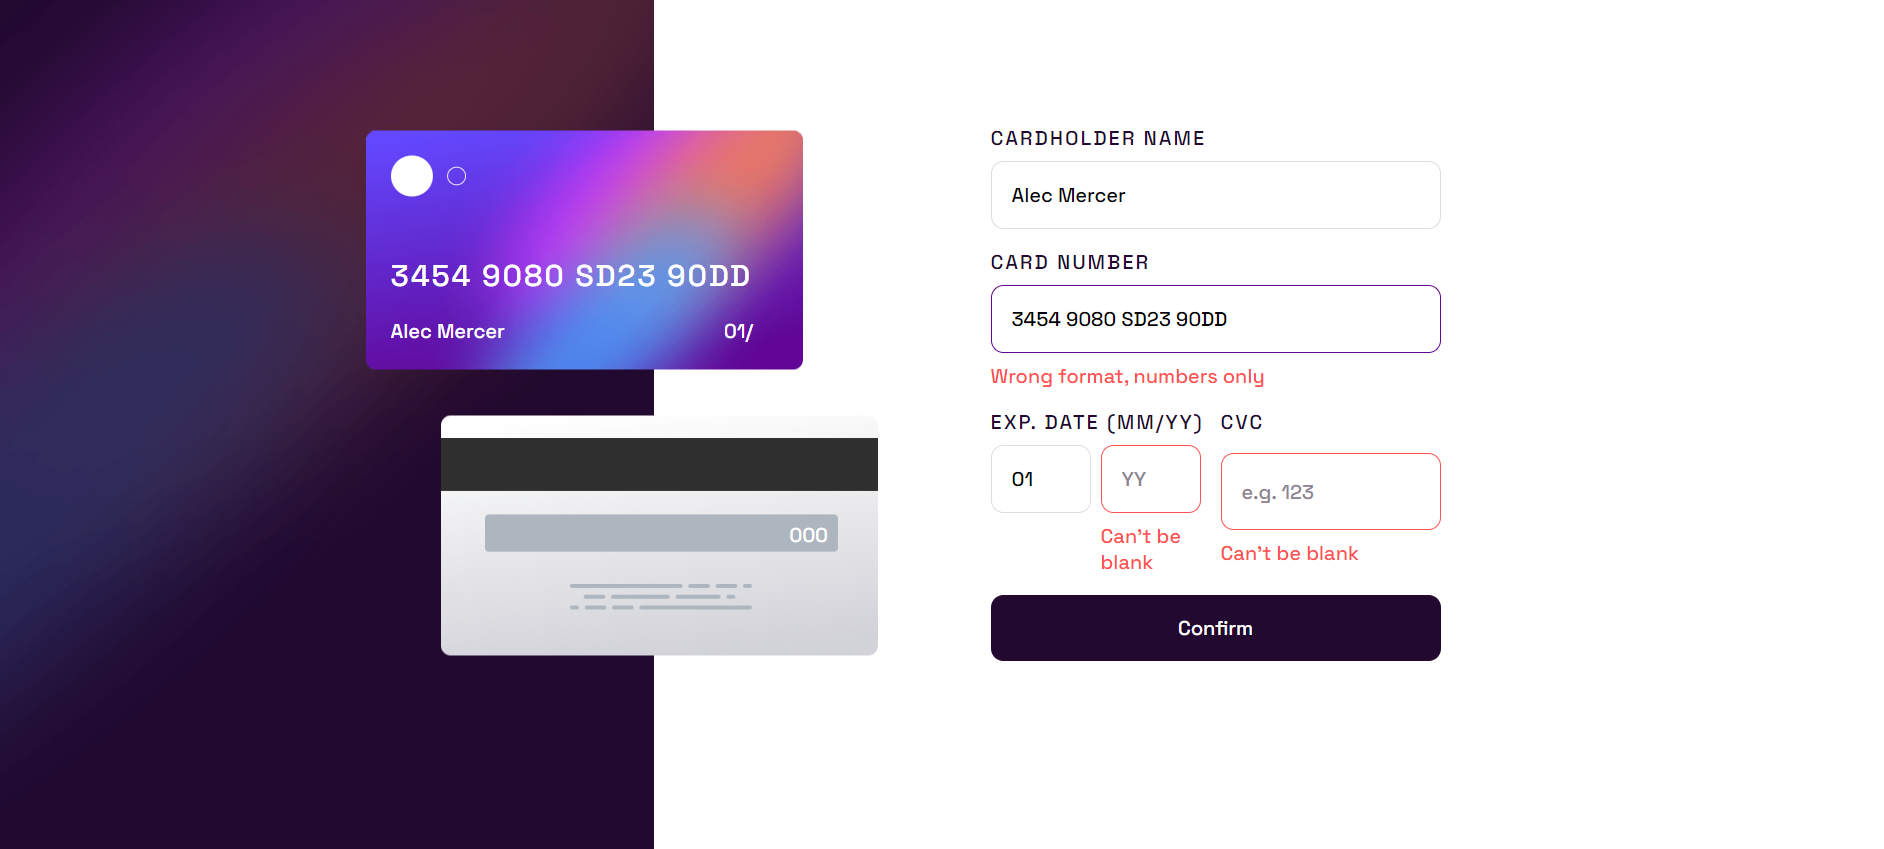 3454 9080 SD23 90DD
Alec Mercer 01/
000
CARDHOLDER NAME
Alec Mercer
CARD NUMBER
3454 9080 SD23 90DD
Wrong format, numbers only
EXP. DATE (MM/YY) CVC
01 YY e.g. 123
Can't be
blank
Can't be blank
Confirm